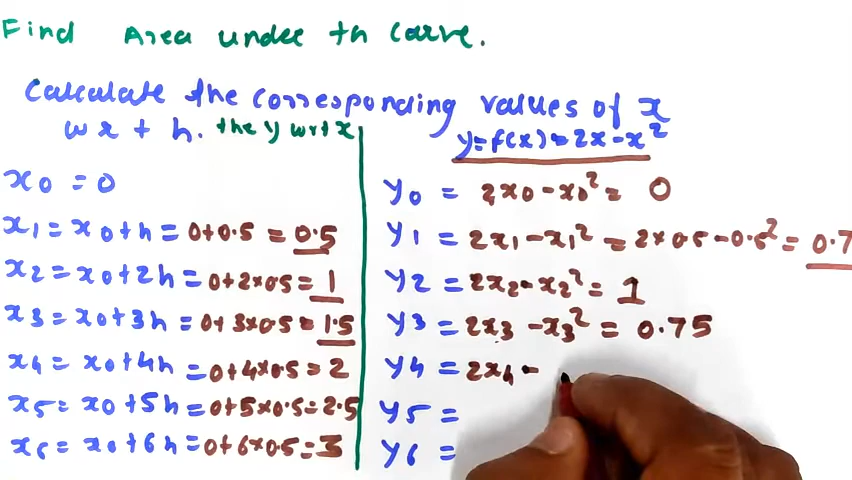 Find Area under th curve.
Calculate the corresponding values of x
w r t h. the y wrt x
y = f(x) = 2x - x²
x0 = 0
y0 = 2x0 - x0² = 0
x1 = x0 + h = 0 + 0.5 = 0.5
y1 = 2x1 - x1² = 2×0.5 - 0.5² = 0.7
x2 = x0 + 2h = 0 + 2×0.5 = 1
y2 = 2x2 - x2² = 1
x3 = x0 + 3h = 0 + 3×0.5 = 1.5
y3 = 2x3 - x3² = 0.75
x4 = x0 + 4h = 0 + 4×0.5 = 2
y4 = 2x4 -
x5 = x0 + 5h = 0 + 5×0.5 = 2.5
y5 =
x6 = x0 + 6h = 0 + 6×0.5 = 3
y6 =